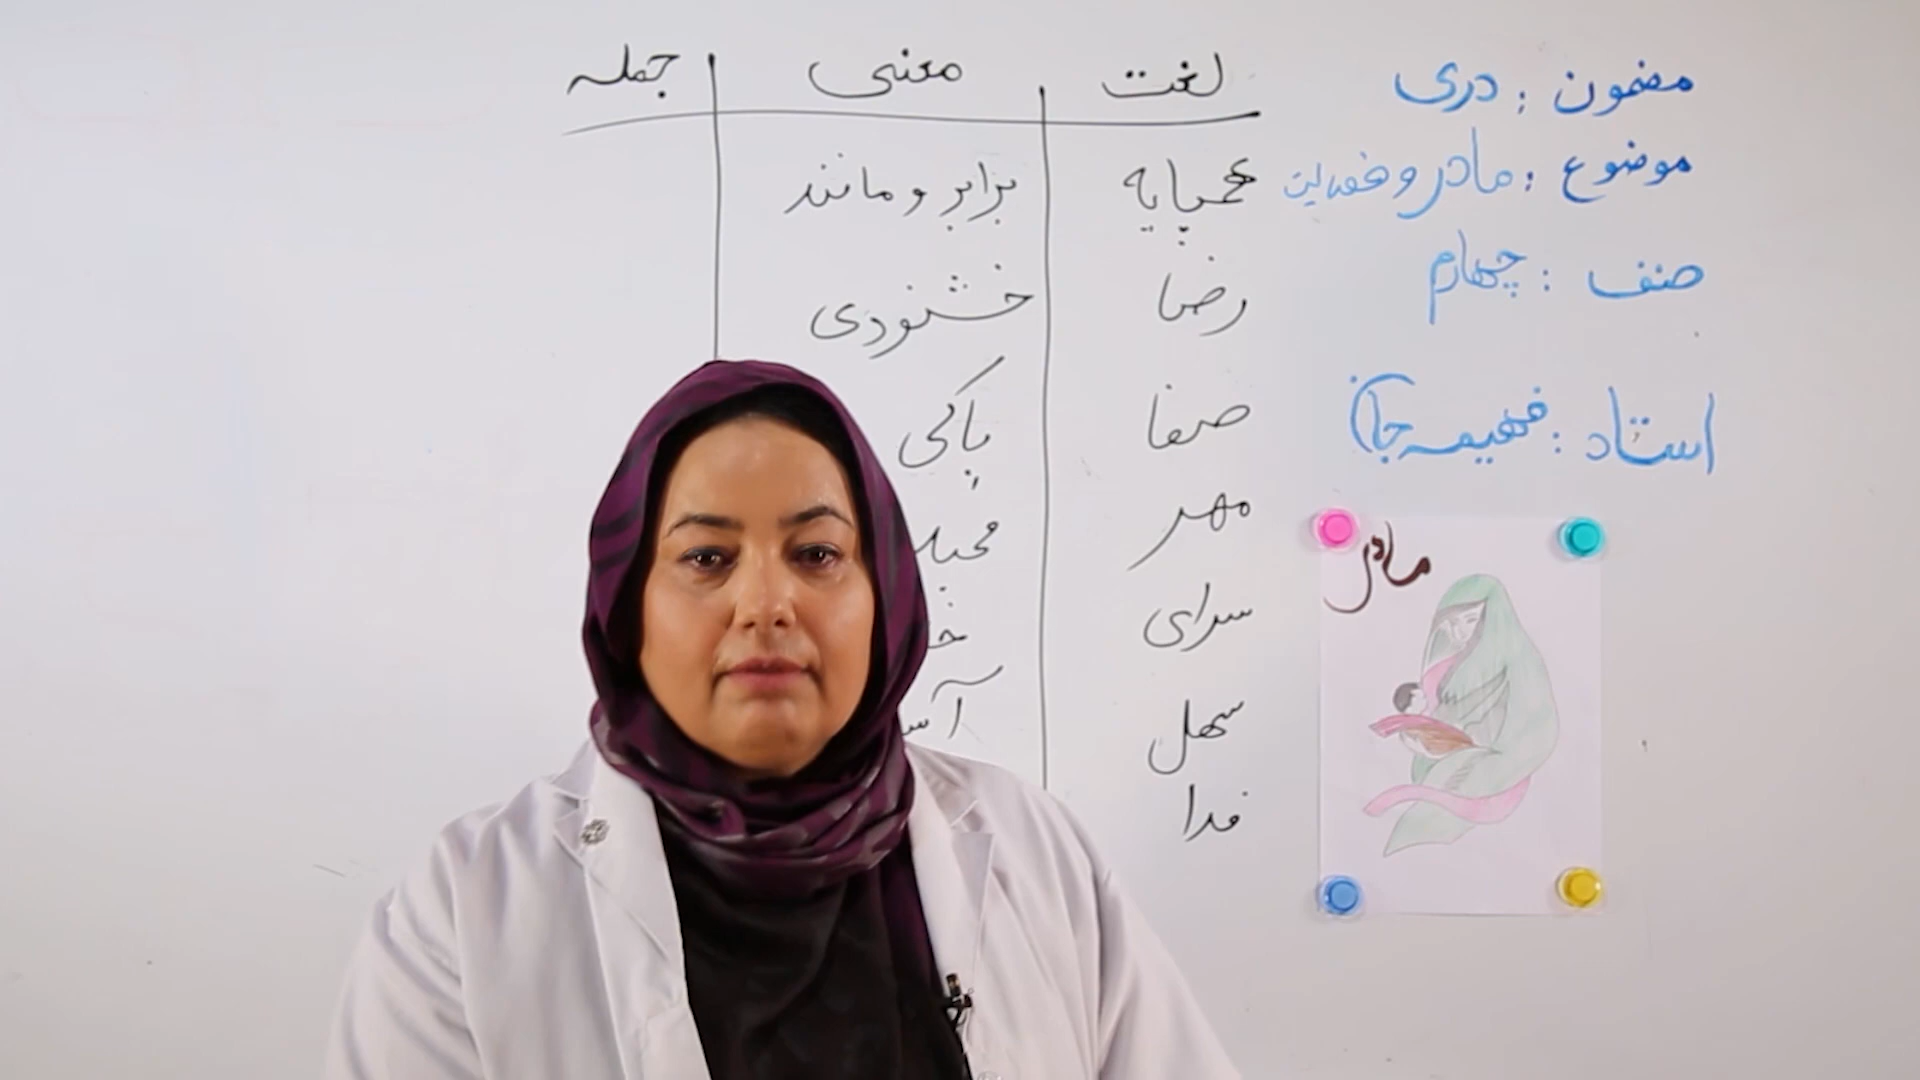 مضمون : دری
موضوع : مادر و فعالیت
صنف : چهارم
استاد : فهیمه جان
مادر
لغت معنی جمله
همپایه برابر و مانند
رضا خشنودی
صفا پاکی
مهر
سرای
سهل
فدا